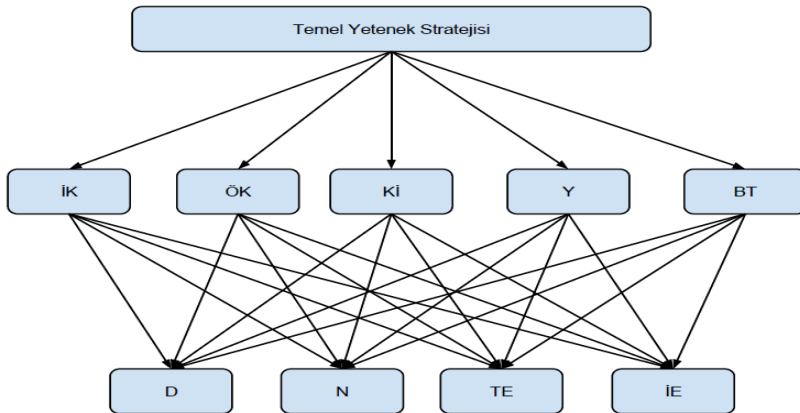 Temel Yetenek Stratejisi
İK
ÖK
Kİ
Y
BT
D
N
TE
İE